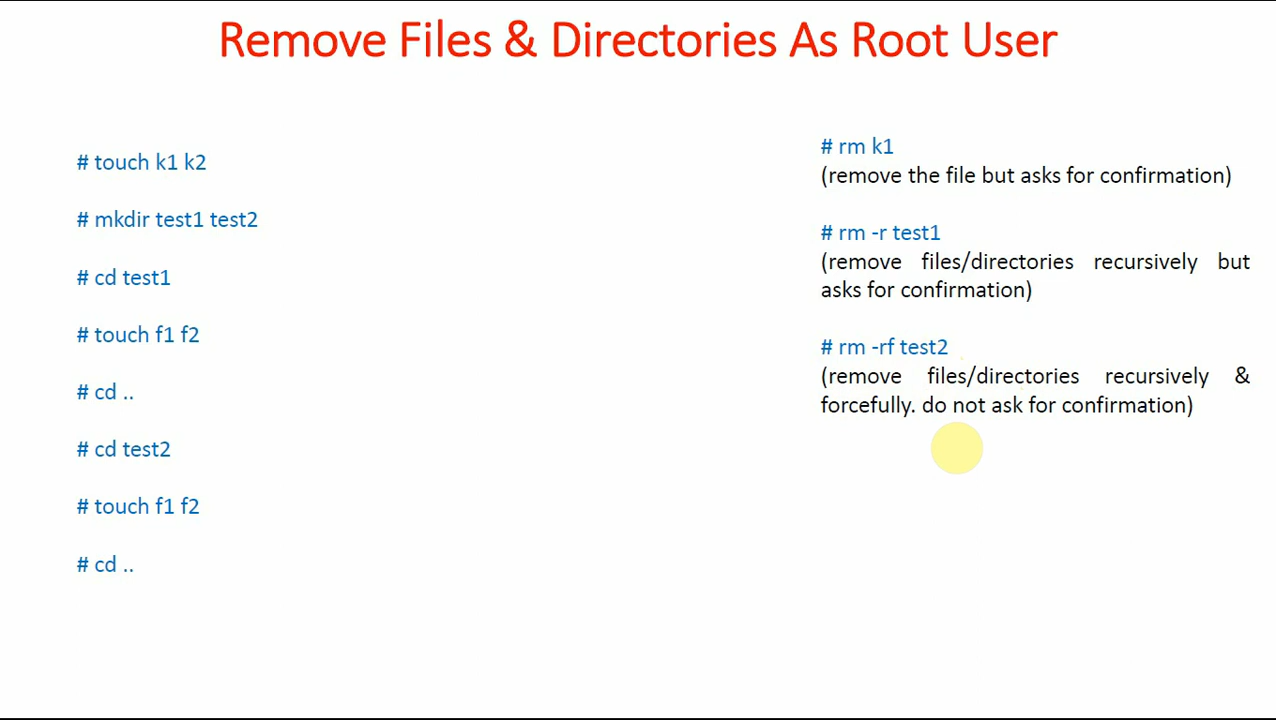 Remove Files & Directories As Root User
# touch k1 k2
# mkdir test1 test2
# cd test1
# touch f1 f2
# cd ..
# cd test2
# touch f1 f2
# cd ..
# rm k1
(remove the file but asks for confirmation)
# rm -r test1
(remove files/directories recursively but
asks for confirmation)
# rm -rf test2
(remove files/directories recursively &
forcefully. do not ask for confirmation)